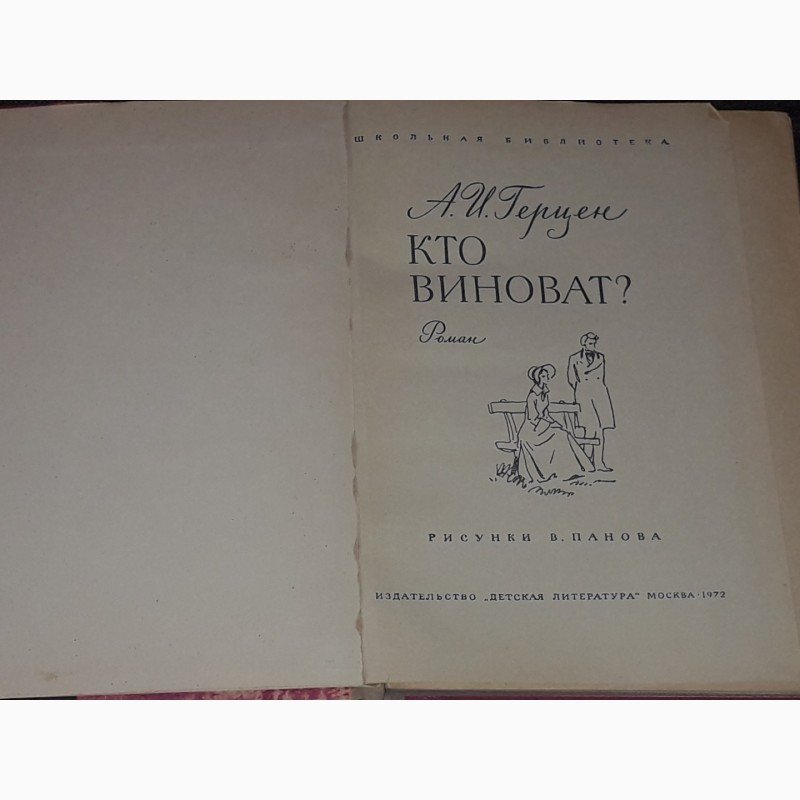 ШКОЛЬНАЯ БИБЛИОТЕКА
А. И. Герцен
КТО
ВИНОВАТ?
Роман
РИСУНКИ В. ПАНОВА
ИЗДАТЕЛЬСТВО „ДЕТСКАЯ ЛИТЕРАТУРА“ МОСКВА · 1972